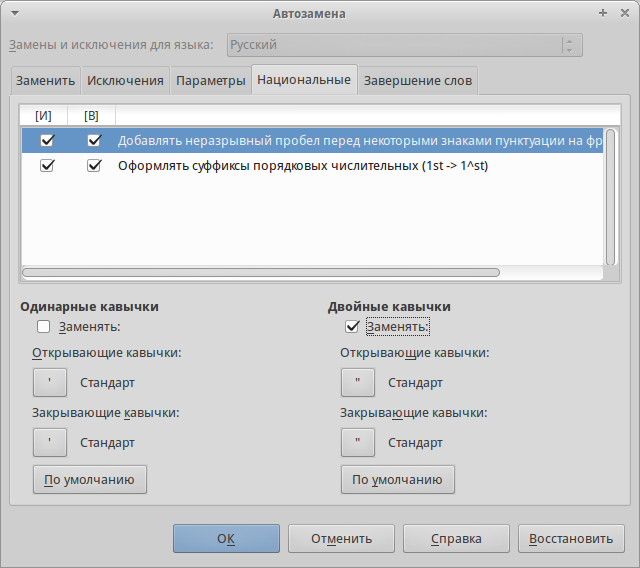 Автозамена
Замены и исключения для языка: Русский
Заменить Исключения Параметры Национальные Завершение слов
[И] [В]
Добавлять неразрывный пробел перед некоторыми знаками пунктуации на фр
Оформлять суффиксы порядковых числительных (1st -> 1^st)
Одинарные кавычки Двойные кавычки
Заменять: Заменять:
Открывающие кавычки: Открывающие кавычки:
' Стандарт " Стандарт
Закрывающие кавычки: Закрывающие кавычки:
' Стандарт " Стандарт
По умолчанию По умолчанию
ОК Отменить Справка Восстановить